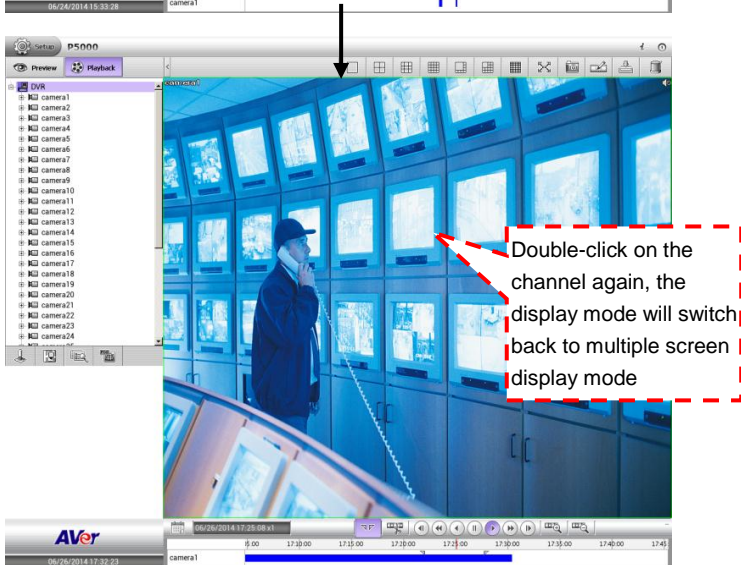 06/24/2014 15:33:28
camera1
Setup P5000
Preview Playback
camera1
DVR
camera1
camera2
camera3
camera4
camera5
camera6
camera7
camera8
camera9
camera10
camera11
camera12
camera13
camera14
camera15
camera16
camera17
camera18
camera19
camera20
camera21
camera22
camera23
camera24
Double-click on the
channel again, the
display mode will switch
back to multiple screen
display mode
06/26/2014 17:25:08 x1
AVer
17:10:00 17:15:00 17:20:00 17:25:00 17:30:00 17:35:00 17:40:00 17:45:
06/26/2014 17:32:23
camera1